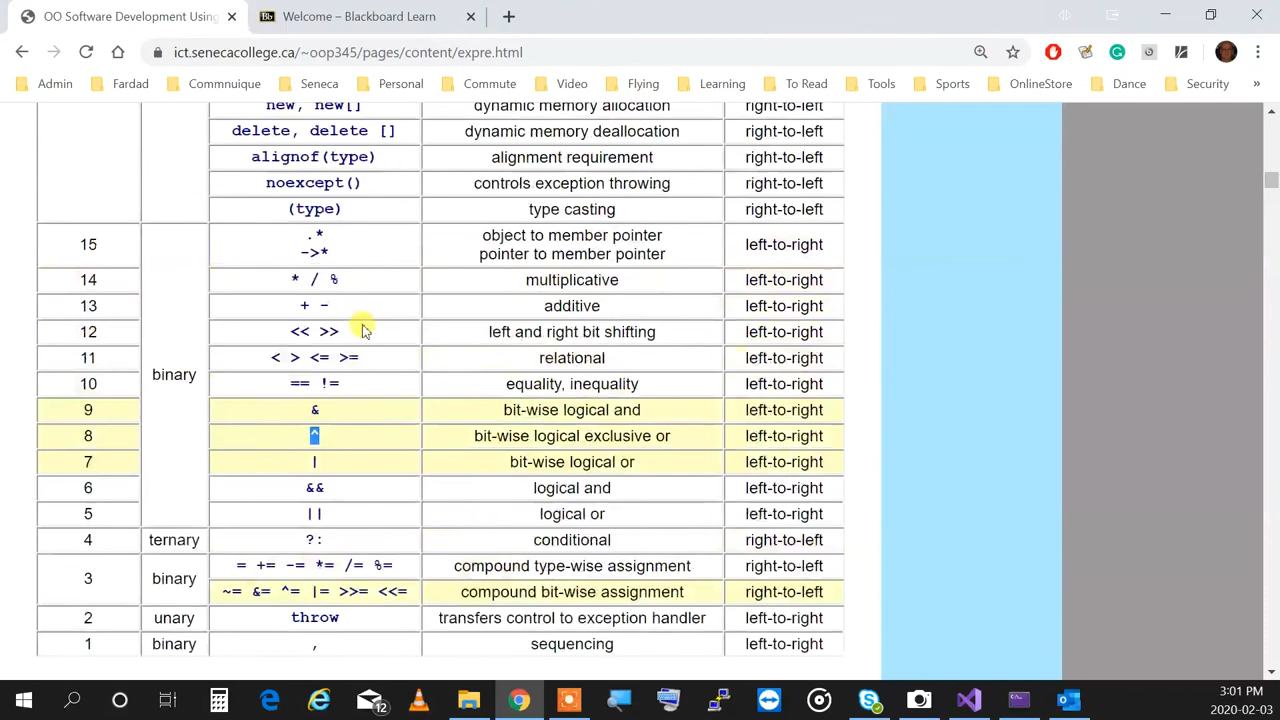 OO Software Development Using
Welcome – Blackboard Learn
ict.senecacollege.ca/~oop345/pages/content/expre.html
Admin Fardad Commnuique Seneca Personal Commute Video Flying Learning To Read Tools Sports OnlineStore Dance Security »
new, new[] dynamic memory allocation right-to-left
delete, delete [] dynamic memory deallocation right-to-left
alignof(type) alignment requirement right-to-left
noexcept() controls exception throwing right-to-left
(type) type casting right-to-left
15 .* object to member pointer left-to-right
->* pointer to member pointer
14 * / % multiplicative left-to-right
13 + - additive left-to-right
12 << >> left and right bit shifting left-to-right
11 < > <= >= relational left-to-right
binary
10 == != equality, inequality left-to-right
9 & bit-wise logical and left-to-right
8 ^ bit-wise logical exclusive or left-to-right
7 | bit-wise logical or left-to-right
6 && logical and left-to-right
5 || logical or left-to-right
4 ternary ?: conditional right-to-left
3 binary = += -= *= /= %= compound type-wise assignment right-to-left
~= &= ^= |= >>= <<= compound bit-wise assignment right-to-left
2 unary throw transfers control to exception handler left-to-right
1 binary , sequencing left-to-right
12
3:01 PM
2020-02-03